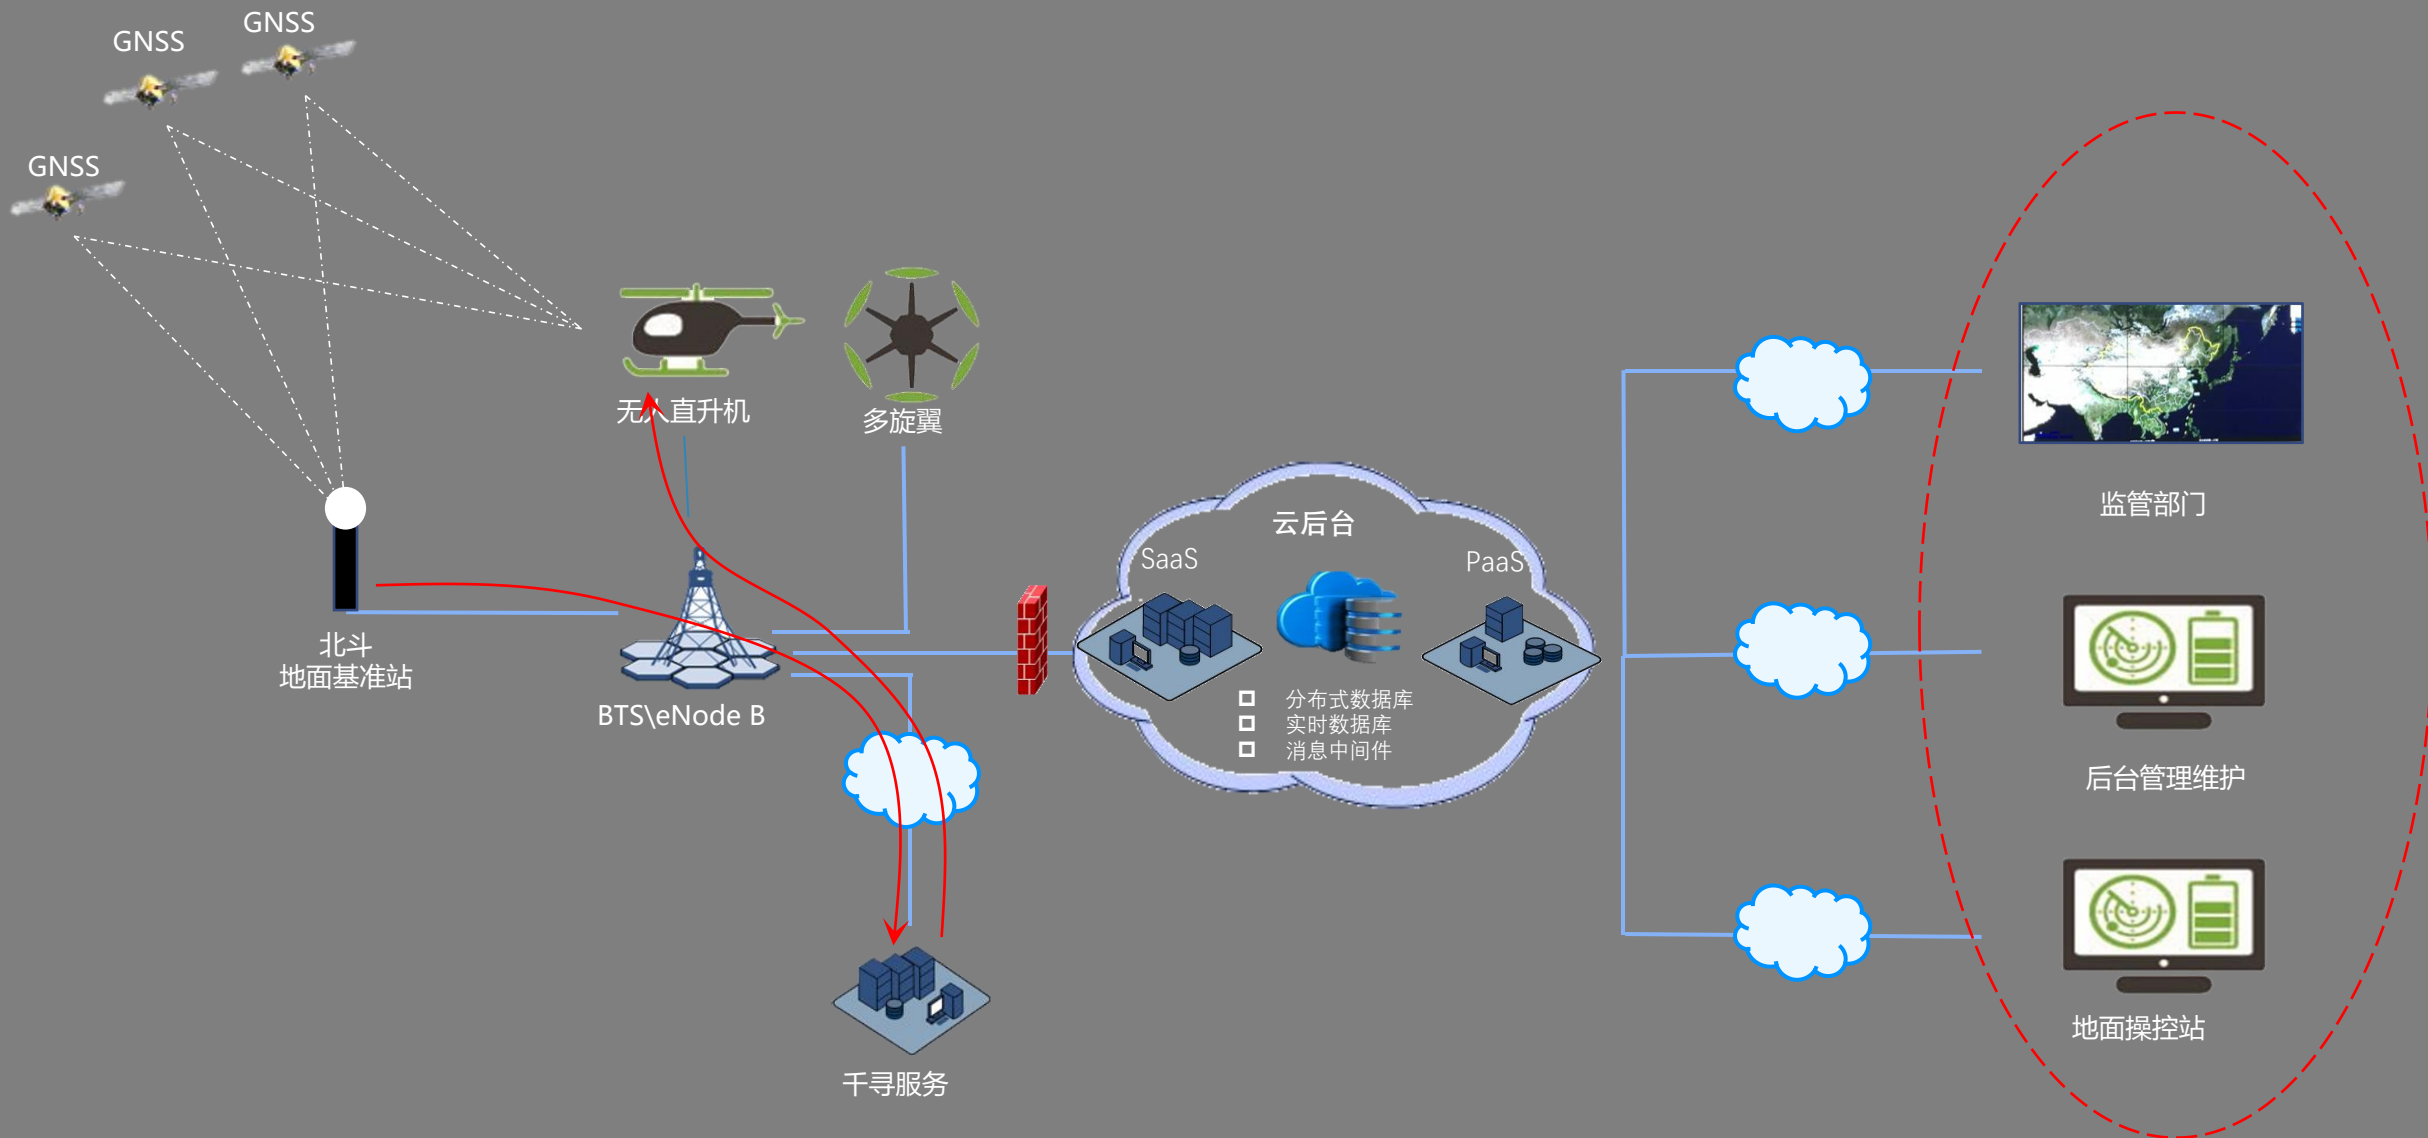 GNSS
GNSS
GNSS
无人直升机
多旋翼
北斗
地面基准站
BTS\eNode B
千寻服务
云后台
SaaS
PaaS
分布式数据库
实时数据库
消息中间件
监管部门
后台管理维护
地面操控站